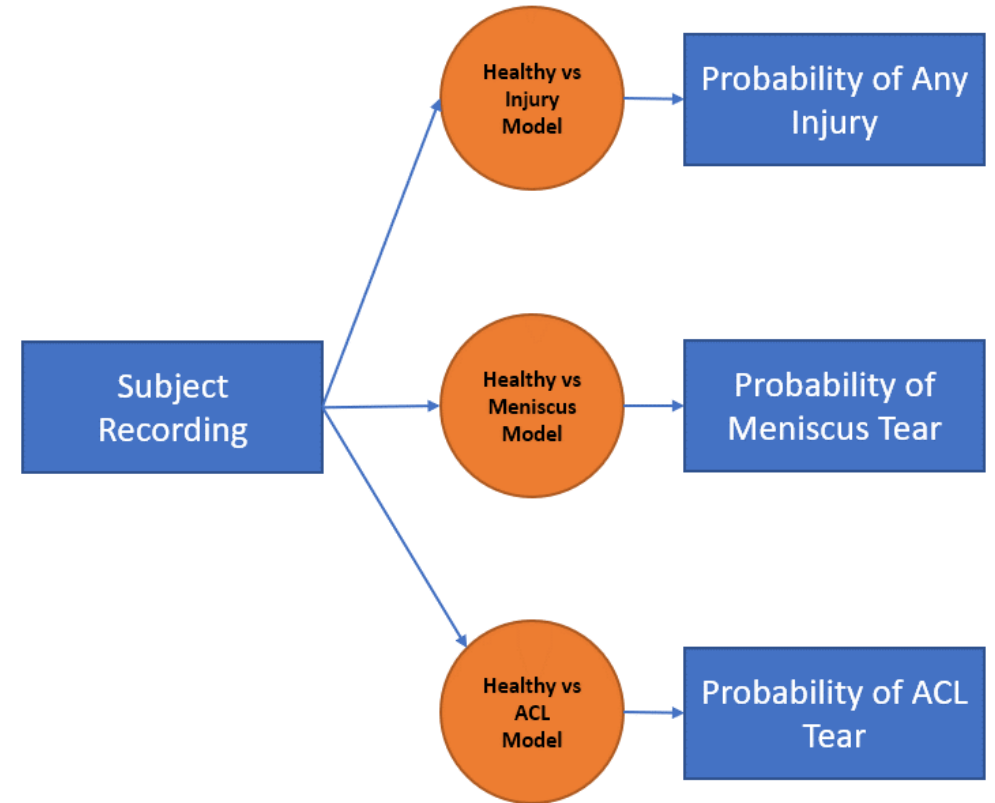 Healthy vs
Injury
Model
Probability of Any
Injury
Subject
Recording
Healthy vs
Meniscus
Model
Probability of
Meniscus Tear
Healthy vs
ACL
Model
Probability of ACL
Tear